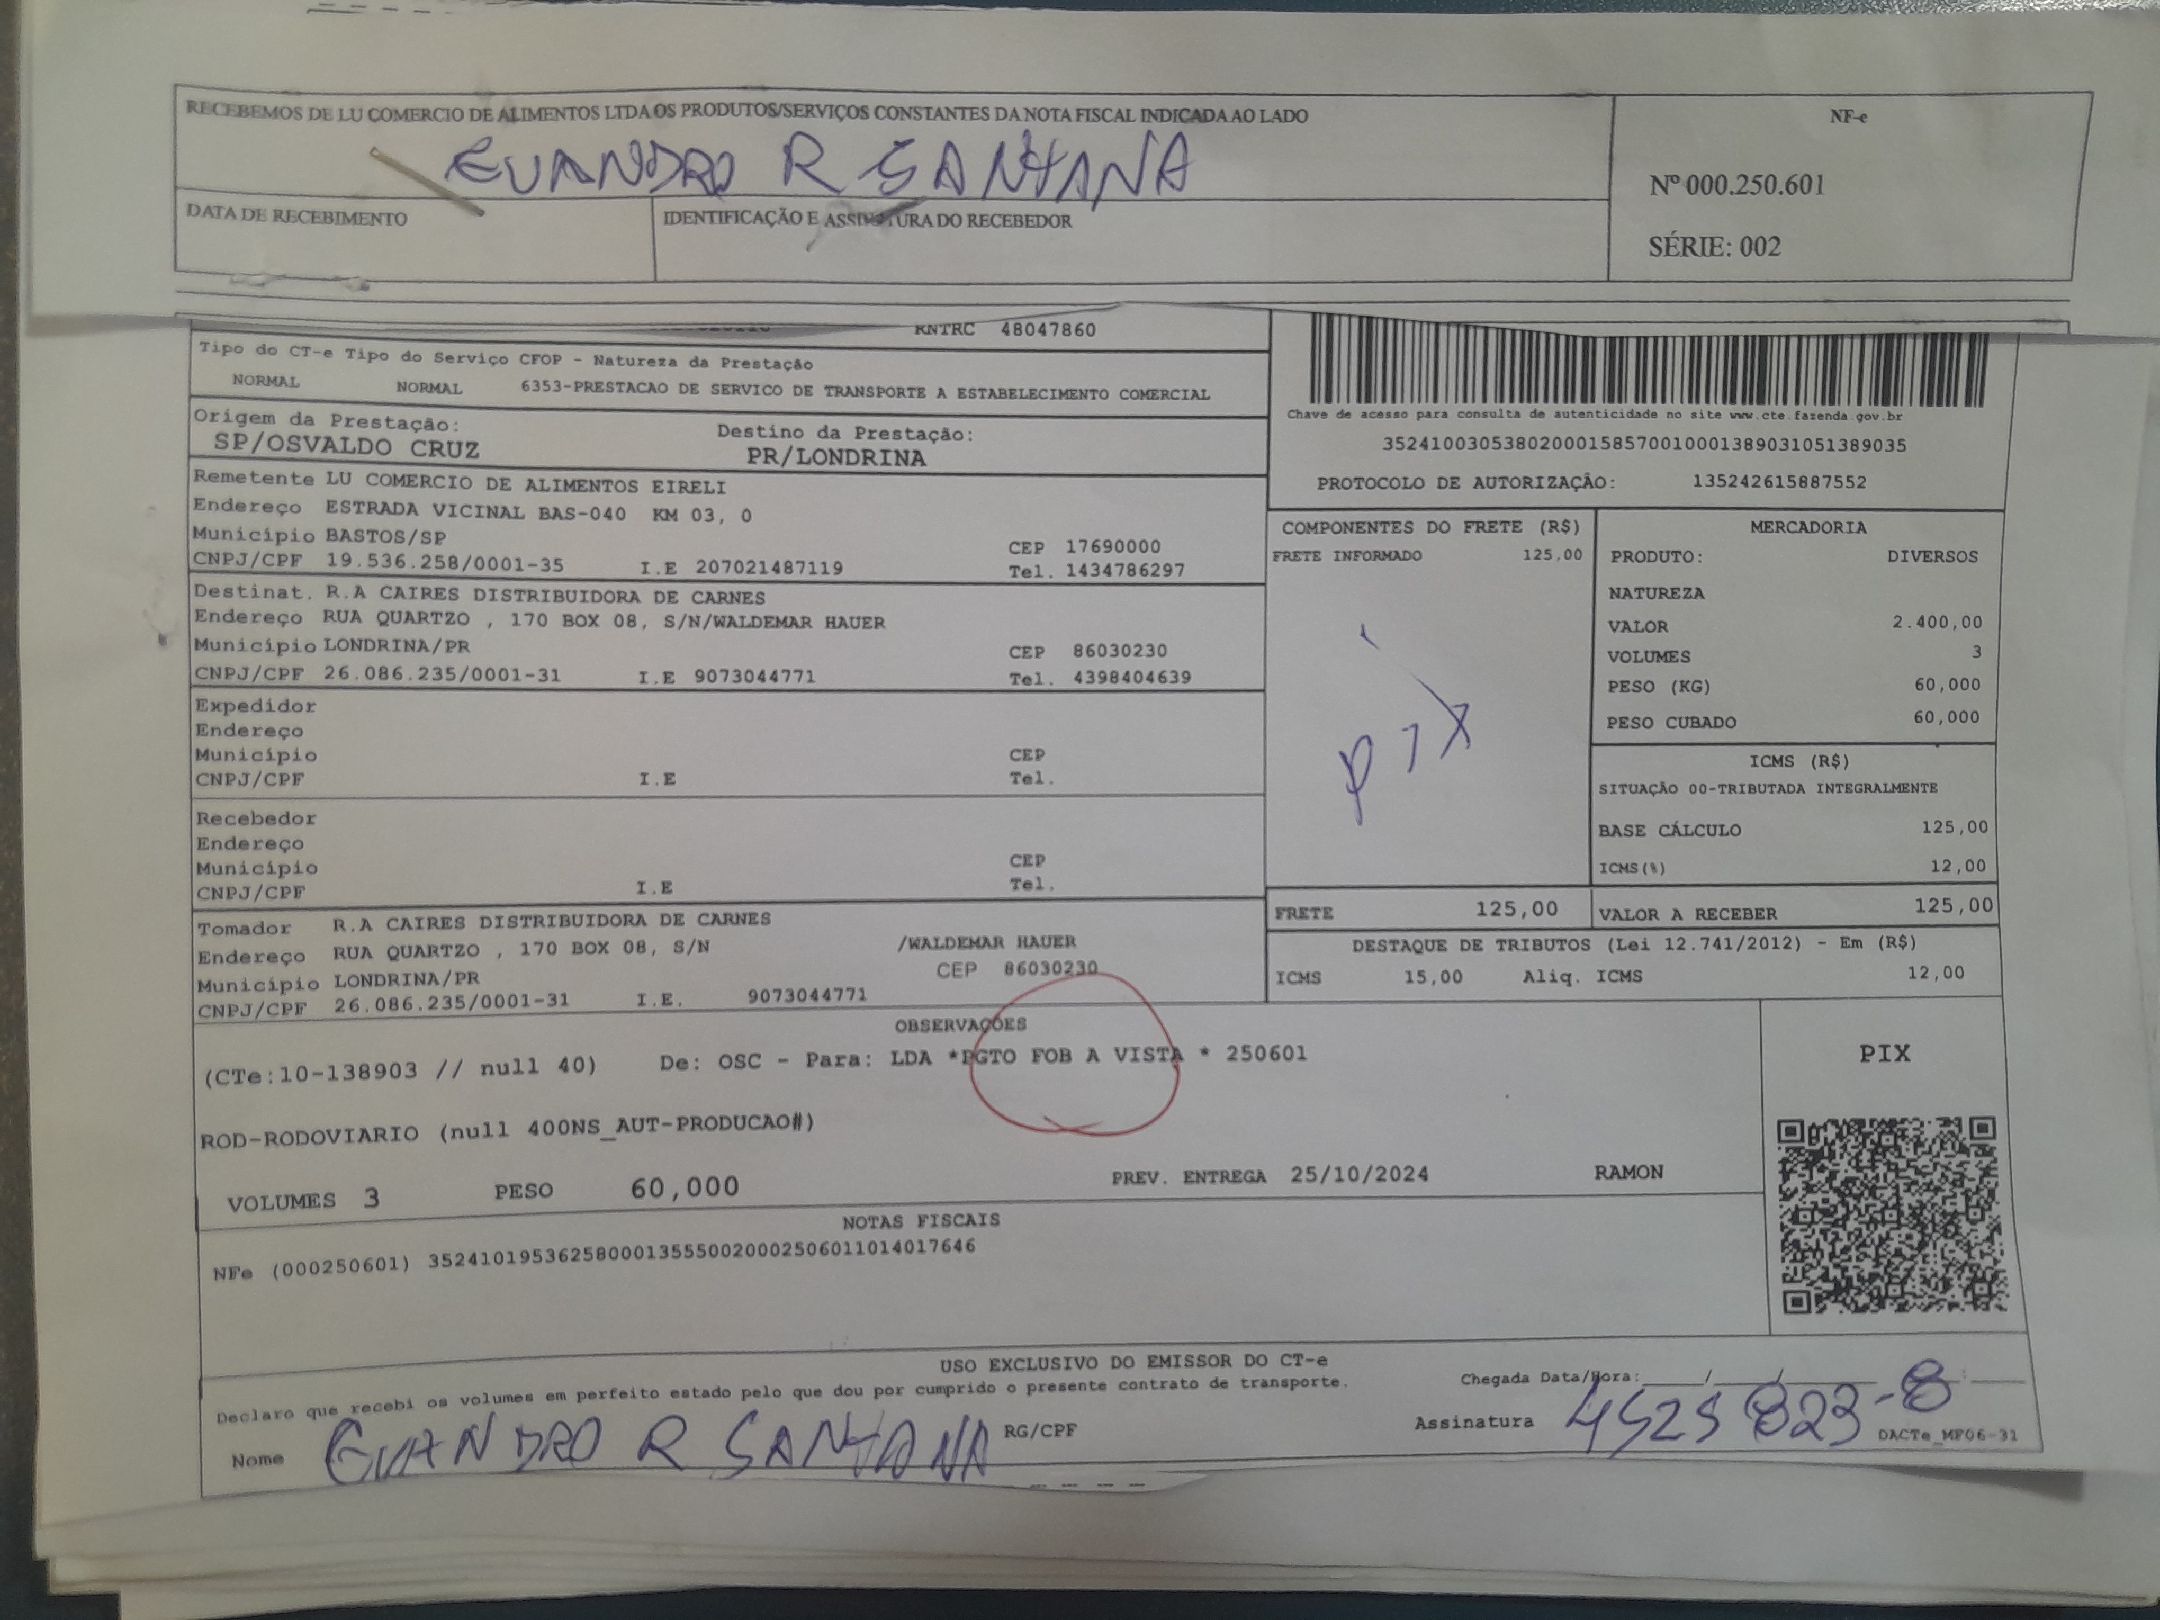 RECEBEMOS DE LU COMERCIO DE ALIMENTOS LTDA OS PRODUTOS/SERVIÇOS CONSTANTES DA NOTA FISCAL INDICADA AO LADO
EVANDRO R SANTANA
DATA DE RECEBIMENTO
IDENTIFICAÇÃO E ASSINATURA DO RECEBEDOR
NF-e
Nº 000.250.601
SÉRIE: 002
RNTRC 48047860
Tipo do CT-e Tipo do Serviço CFOP - Natureza da Prestação
NORMAL NORMAL 6353-PRESTACAO DE SERVICO DE TRANSPORTE A ESTABELECIMENTO COMERCIAL
Origem da Prestação: Destino da Prestação:
SP/OSVALDO CRUZ PR/LONDRINA
Chave de acesso para consulta de autenticidade no site www.cte.fazenda.gov.br
35241003053802000158570010001389031051389035
PROTOCOLO DE AUTORIZAÇÃO: 135242615887552
Remetente LU COMERCIO DE ALIMENTOS EIRELI
Endereço ESTRADA VICINAL BAS-040 KM 03, 0
Município BASTOS/SP CEP 17690000
CNPJ/CPF 19.536.258/0001-35 I.E 207021487119 Tel. 1434786297
Destinat. R.A CAIRES DISTRIBUIDORA DE CARNES
Endereço RUA QUARTZO , 170 BOX 08, S/N/WALDEMAR HAUER
Município LONDRINA/PR CEP 86030230
CNPJ/CPF 26.086.235/0001-31 I.E 9073044771 Tel. 4398404639
Expedidor
Endereço
Município CEP
CNPJ/CPF I.E Tel.
Recebedor
Endereço
Município CEP
CNPJ/CPF I.E Tel.
Tomador R.A CAIRES DISTRIBUIDORA DE CARNES
Endereço RUA QUARTZO , 170 BOX 08, S/N /WALDEMAR HAUER
Município LONDRINA/PR CEP 86030230
CNPJ/CPF 26.086.235/0001-31 I.E. 9073044771
COMPONENTES DO FRETE (R$)
FRETE INFORMADO 125,00
pix
MERCADORIA
PRODUTO: DIVERSOS
NATUREZA
VALOR 2.400,00
VOLUMES 3
PESO (KG) 60,000
PESO CUBADO 60,000
ICMS (R$)
SITUAÇÃO 00-TRIBUTADA INTEGRALMENTE
BASE CÁLCULO 125,00
ICMS(%) 12,00
FRETE 125,00 VALOR A RECEBER 125,00
DESTAQUE DE TRIBUTOS (Lei 12.741/2012) - Em (R$)
ICMS 15,00 Aliq. ICMS 12,00
OBSERVAÇÕES
(CTe:10-138903 // null 40) De: OSC - Para: LDA *PGTO FOB A VISTA * 250601
ROD-RODOVIARIO (null 400NS_AUT-PRODUCAO#)
VOLUMES 3 PESO 60,000 PREV. ENTREGA 25/10/2024 RAMON
PIX
NOTAS FISCAIS
NFe (000250601) 35241019536258000135550020002506011014017646
USO EXCLUSIVO DO EMISSOR DO CT-e
Declaro que recebi os volumes em perfeito estado pelo que dou por cumprido o presente contrato de transporte.
Chegada Data/Hora:____/____/______ __:__
Nome EVANDRO R SANTANA RG/CPF Assinatura 4525823-8
DACTe_MF06-31